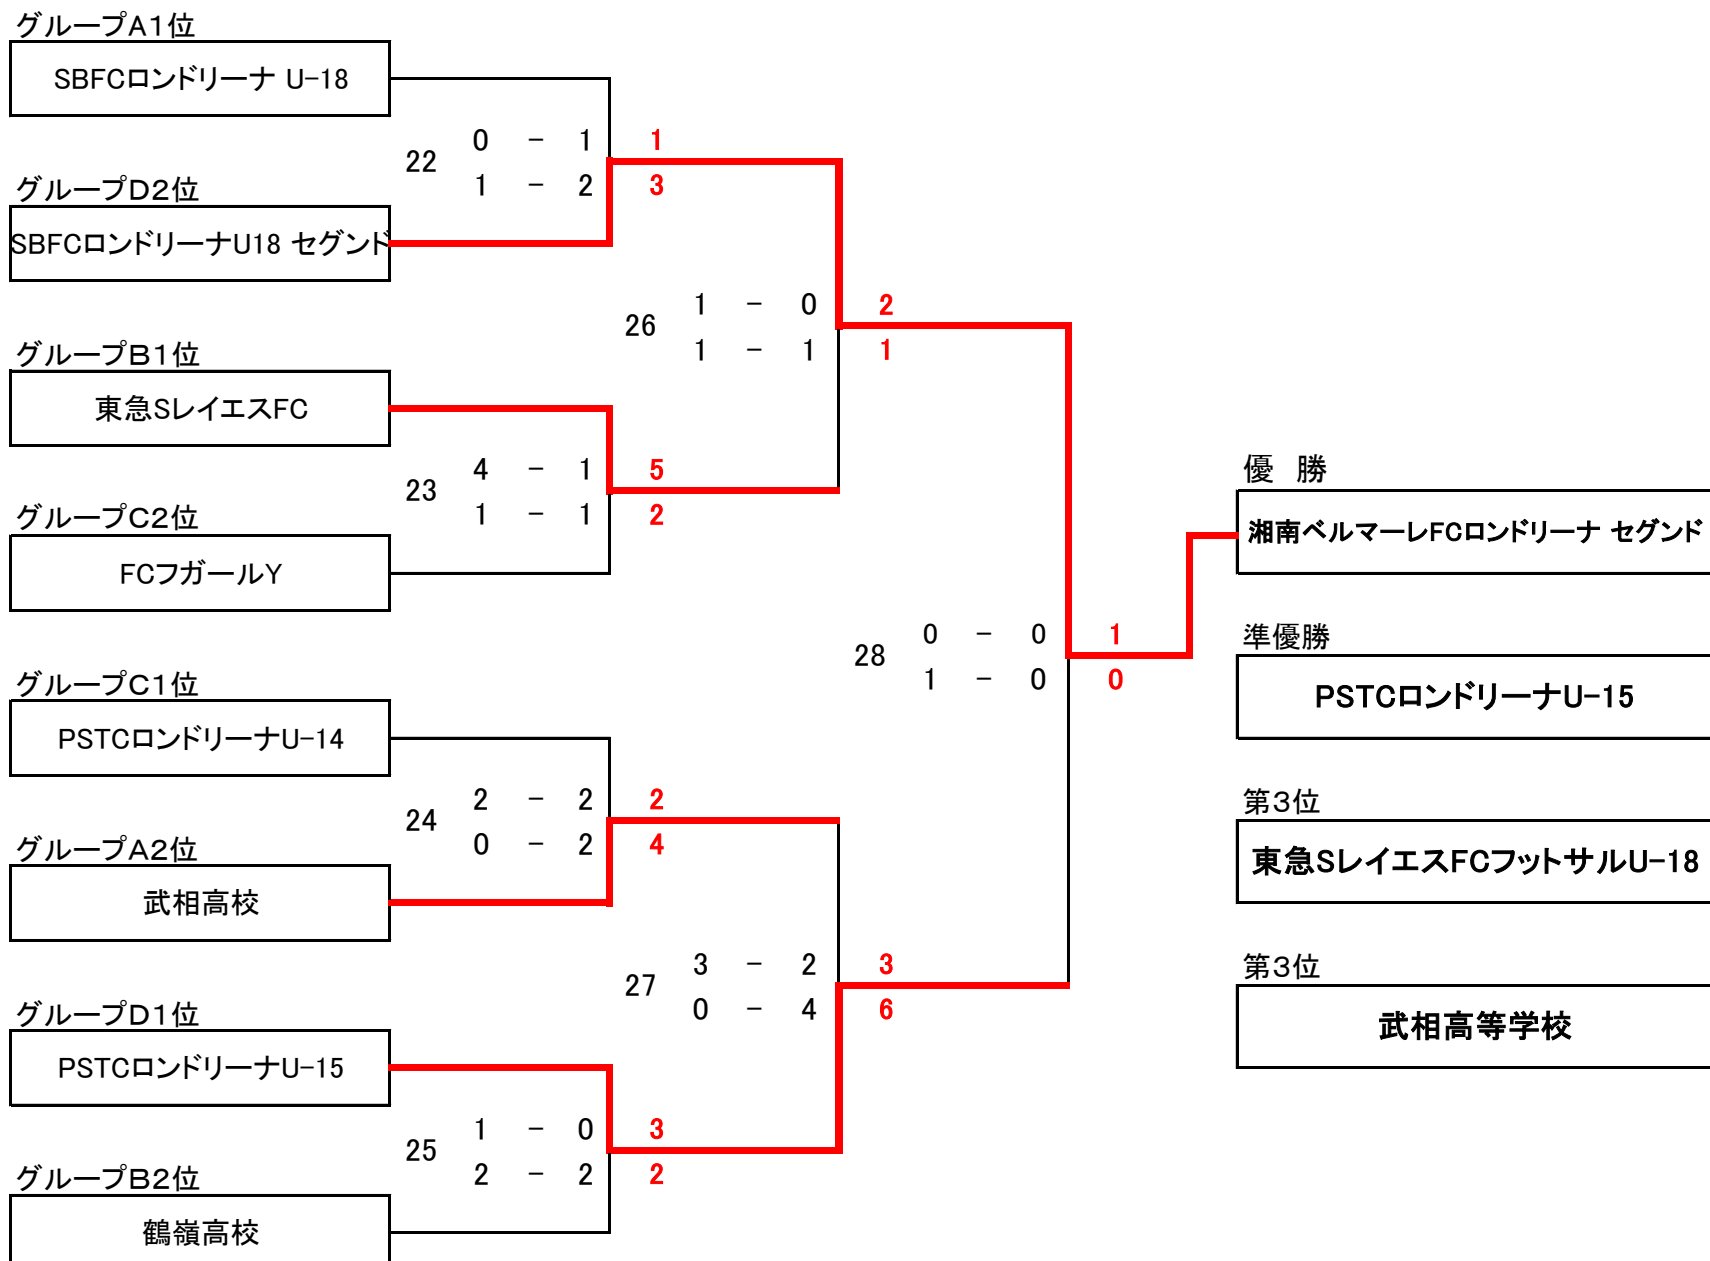 グループA1位
SBFCロンドリーナ U-18
22
0 - 1
1 - 2
1
3
グループD2位
SBFCロンドリーナU18 セグンド
26
1 - 0
1 - 1
2
1
グループB1位
東急SレイエスFC
23
4 - 1
1 - 1
5
2
グループC2位
FCフガールY
28
0 - 0
1 - 0
1
0
グループC1位
PSTCロンドリーナU-14
24
2 - 2
0 - 2
2
4
グループA2位
武相高校
27
3 - 2
0 - 4
3
6
グループD1位
PSTCロンドリーナU-15
25
1 - 0
2 - 2
3
2
グループB2位
鶴嶺高校
優 勝
湘南ベルマーレFCロンドリーナ セグンド
準優勝
PSTCロンドリーナU-15
第3位
東急SレイエスFCフットサルU-18
第3位
武相高等学校